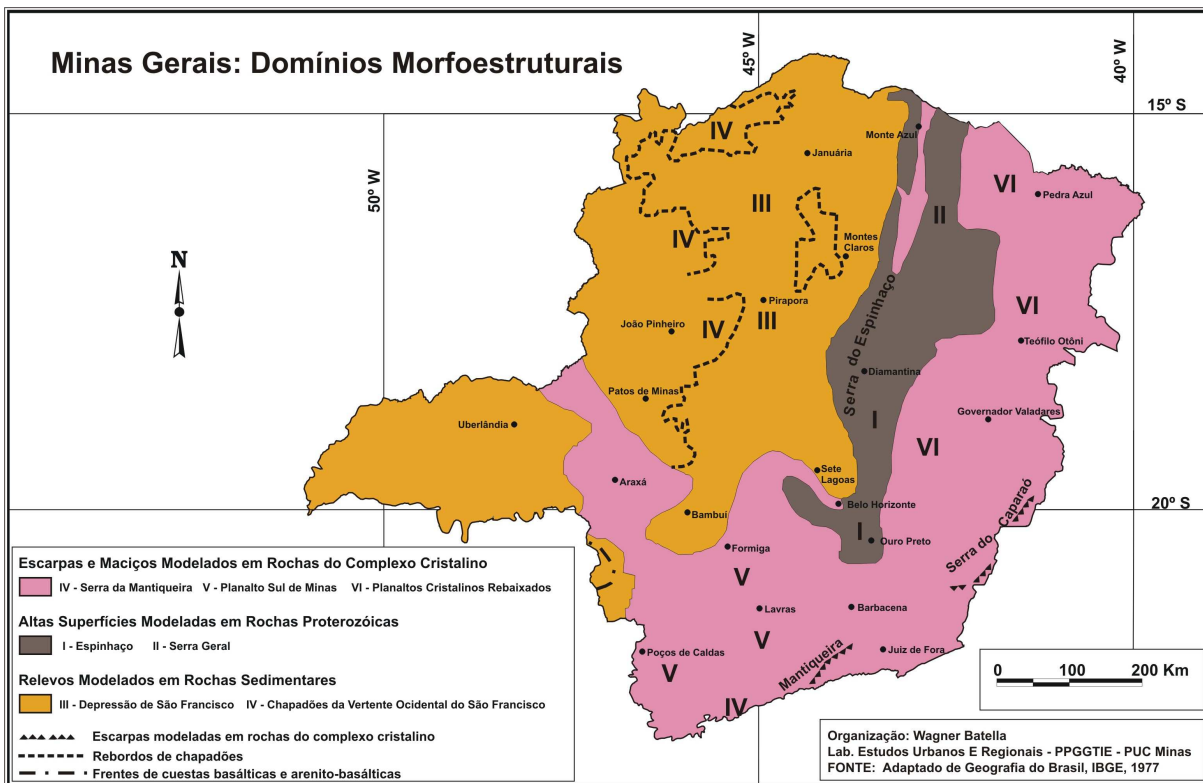 Minas Gerais: Domínios Morfoestruturais
45º W
40º W
15º S
50º W
N
IV
Monte Azul
Januária
VI
Pedra Azul
III
II
IV
Montes
Claros
Serra do Espinhaço
Pirapora
VI
João Pinheiro
IV
III
Teófilo Otôni
Diamantina
Patos de Minas
Governador Valadares
Uberlândia
I
VI
Sete
Lagoas
Araxá
Belo Horizonte
Bambuí
20º S
I
Ouro Preto
Serra do Caparaó
Formiga
V
Lavras
Barbacena
V
Poços de Caldas
V
Mantiqueira
Juiz de Fora
IV
Escarpas e Maciços Modelados em Rochas do Complexo Cristalino
IV - Serra da Mantiqueira V - Planalto Sul de Minas VI - Planaltos Cristalinos Rebaixados
Altas Superfícies Modeladas em Rochas Proterozóicas
I - Espinhaço II - Serra Geral
Relevos Modelados em Rochas Sedimentares
III - Depressão de São Francisco IV - Chapadões da Vertente Ocidental do São Francisco
Escarpas modeladas em rochas do complexo cristalino
Rebordos de chapadões
Frentes de cuestas basálticas e arenito-basálticas
0 100 200 Km
Organização: Wagner Batella
Lab. Estudos Urbanos E Regionais - PPGGTIE - PUC Minas
FONTE: Adaptado de Geografia do Brasil, IBGE, 1977